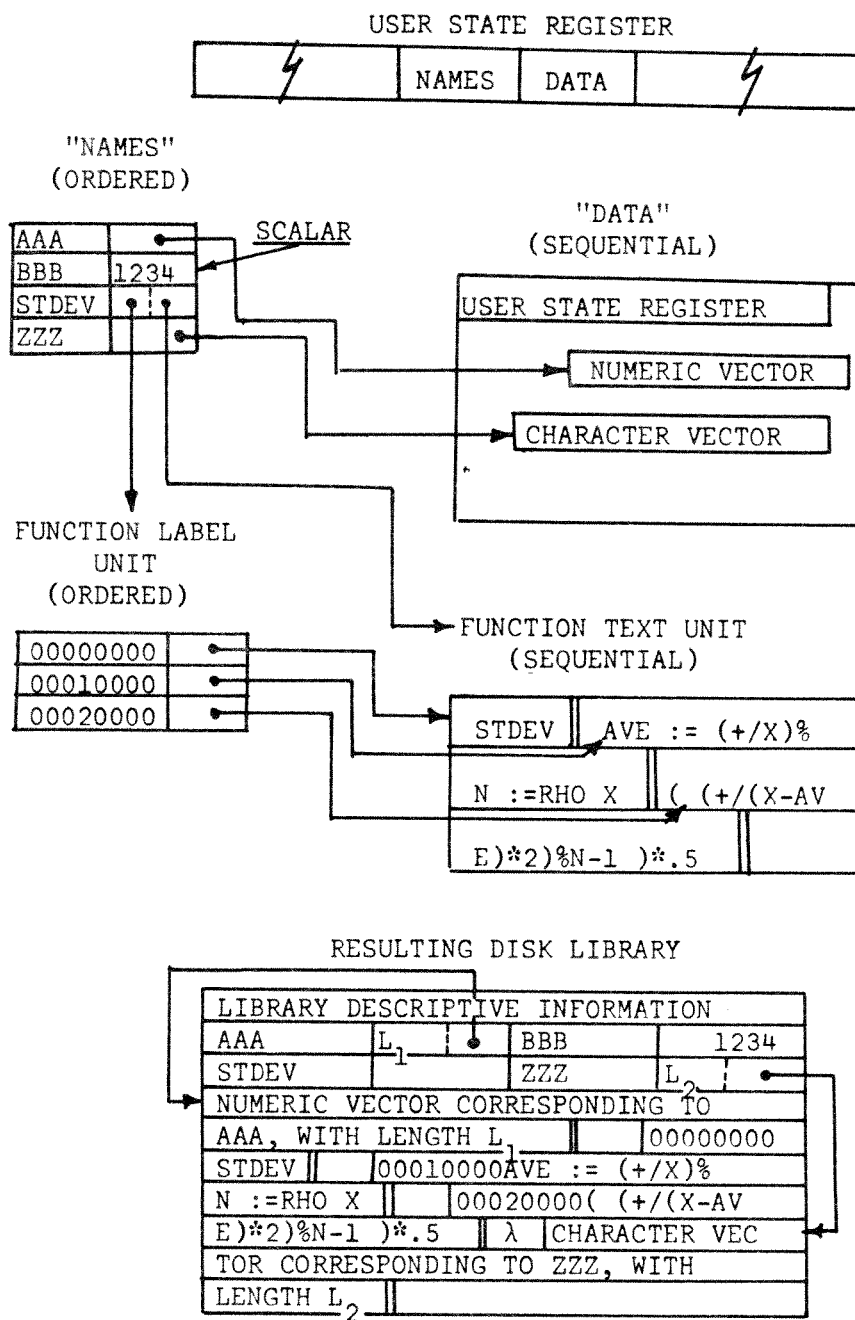 USER STATE REGISTER
NAMES DATA
"NAMES"
(ORDERED)
AAA
BBB 1234
STDEV
ZZZ
SCALAR
"DATA"
(SEQUENTIAL)
USER STATE REGISTER
NUMERIC VECTOR
CHARACTER VECTOR
FUNCTION LABEL
UNIT
(ORDERED)
00000000
00010000
00020000
FUNCTION TEXT UNIT
(SEQUENTIAL)
STDEV AVE := (+/X)%
N :=RHO X ( (+/(X-AV
E)*2)%N-1 )*.5
RESULTING DISK LIBRARY
LIBRARY DESCRIPTIVE INFORMATION
AAA L1 BBB 1234
STDEV ZZZ L2
NUMERIC VECTOR CORRESPONDING TO
AAA, WITH LENGTH L1 00000000
STDEV 00010000AVE := (+/X)%
N :=RHO X 00020000( (+/(X-AV
E)*2)%N-1 )*.5 λ CHARACTER VEC
TOR CORRESPONDING TO ZZZ, WITH
LENGTH L2